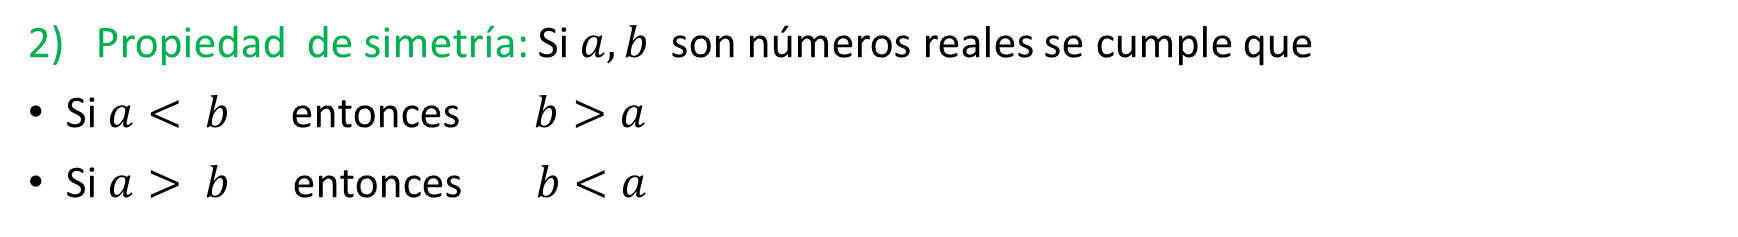 2) Propiedad de simetría: Si a, b son números reales se cumple que
• Si a < b entonces b > a
• Si a > b entonces b < a